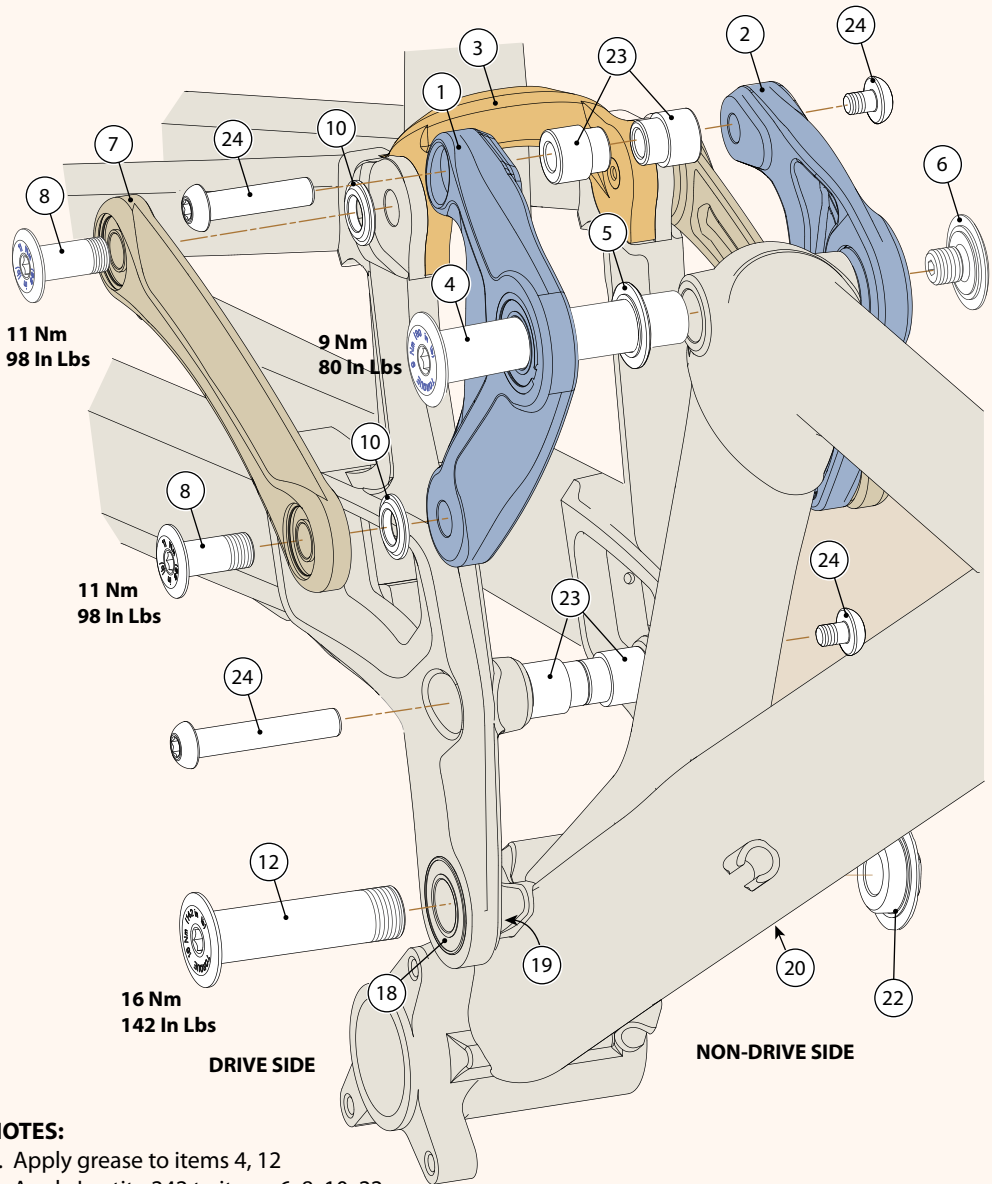 24
2
3
23
1
24
10
7
6
8
5
4
11 Nm
98 In Lbs
9 Nm
80 In Lbs
10
8
11 Nm
98 In Lbs
24
23
24
12
19
20
18
22
16 Nm
142 In Lbs
DRIVE SIDE
NON-DRIVE SIDE
NOTES:
. Apply grease to items 4, 12